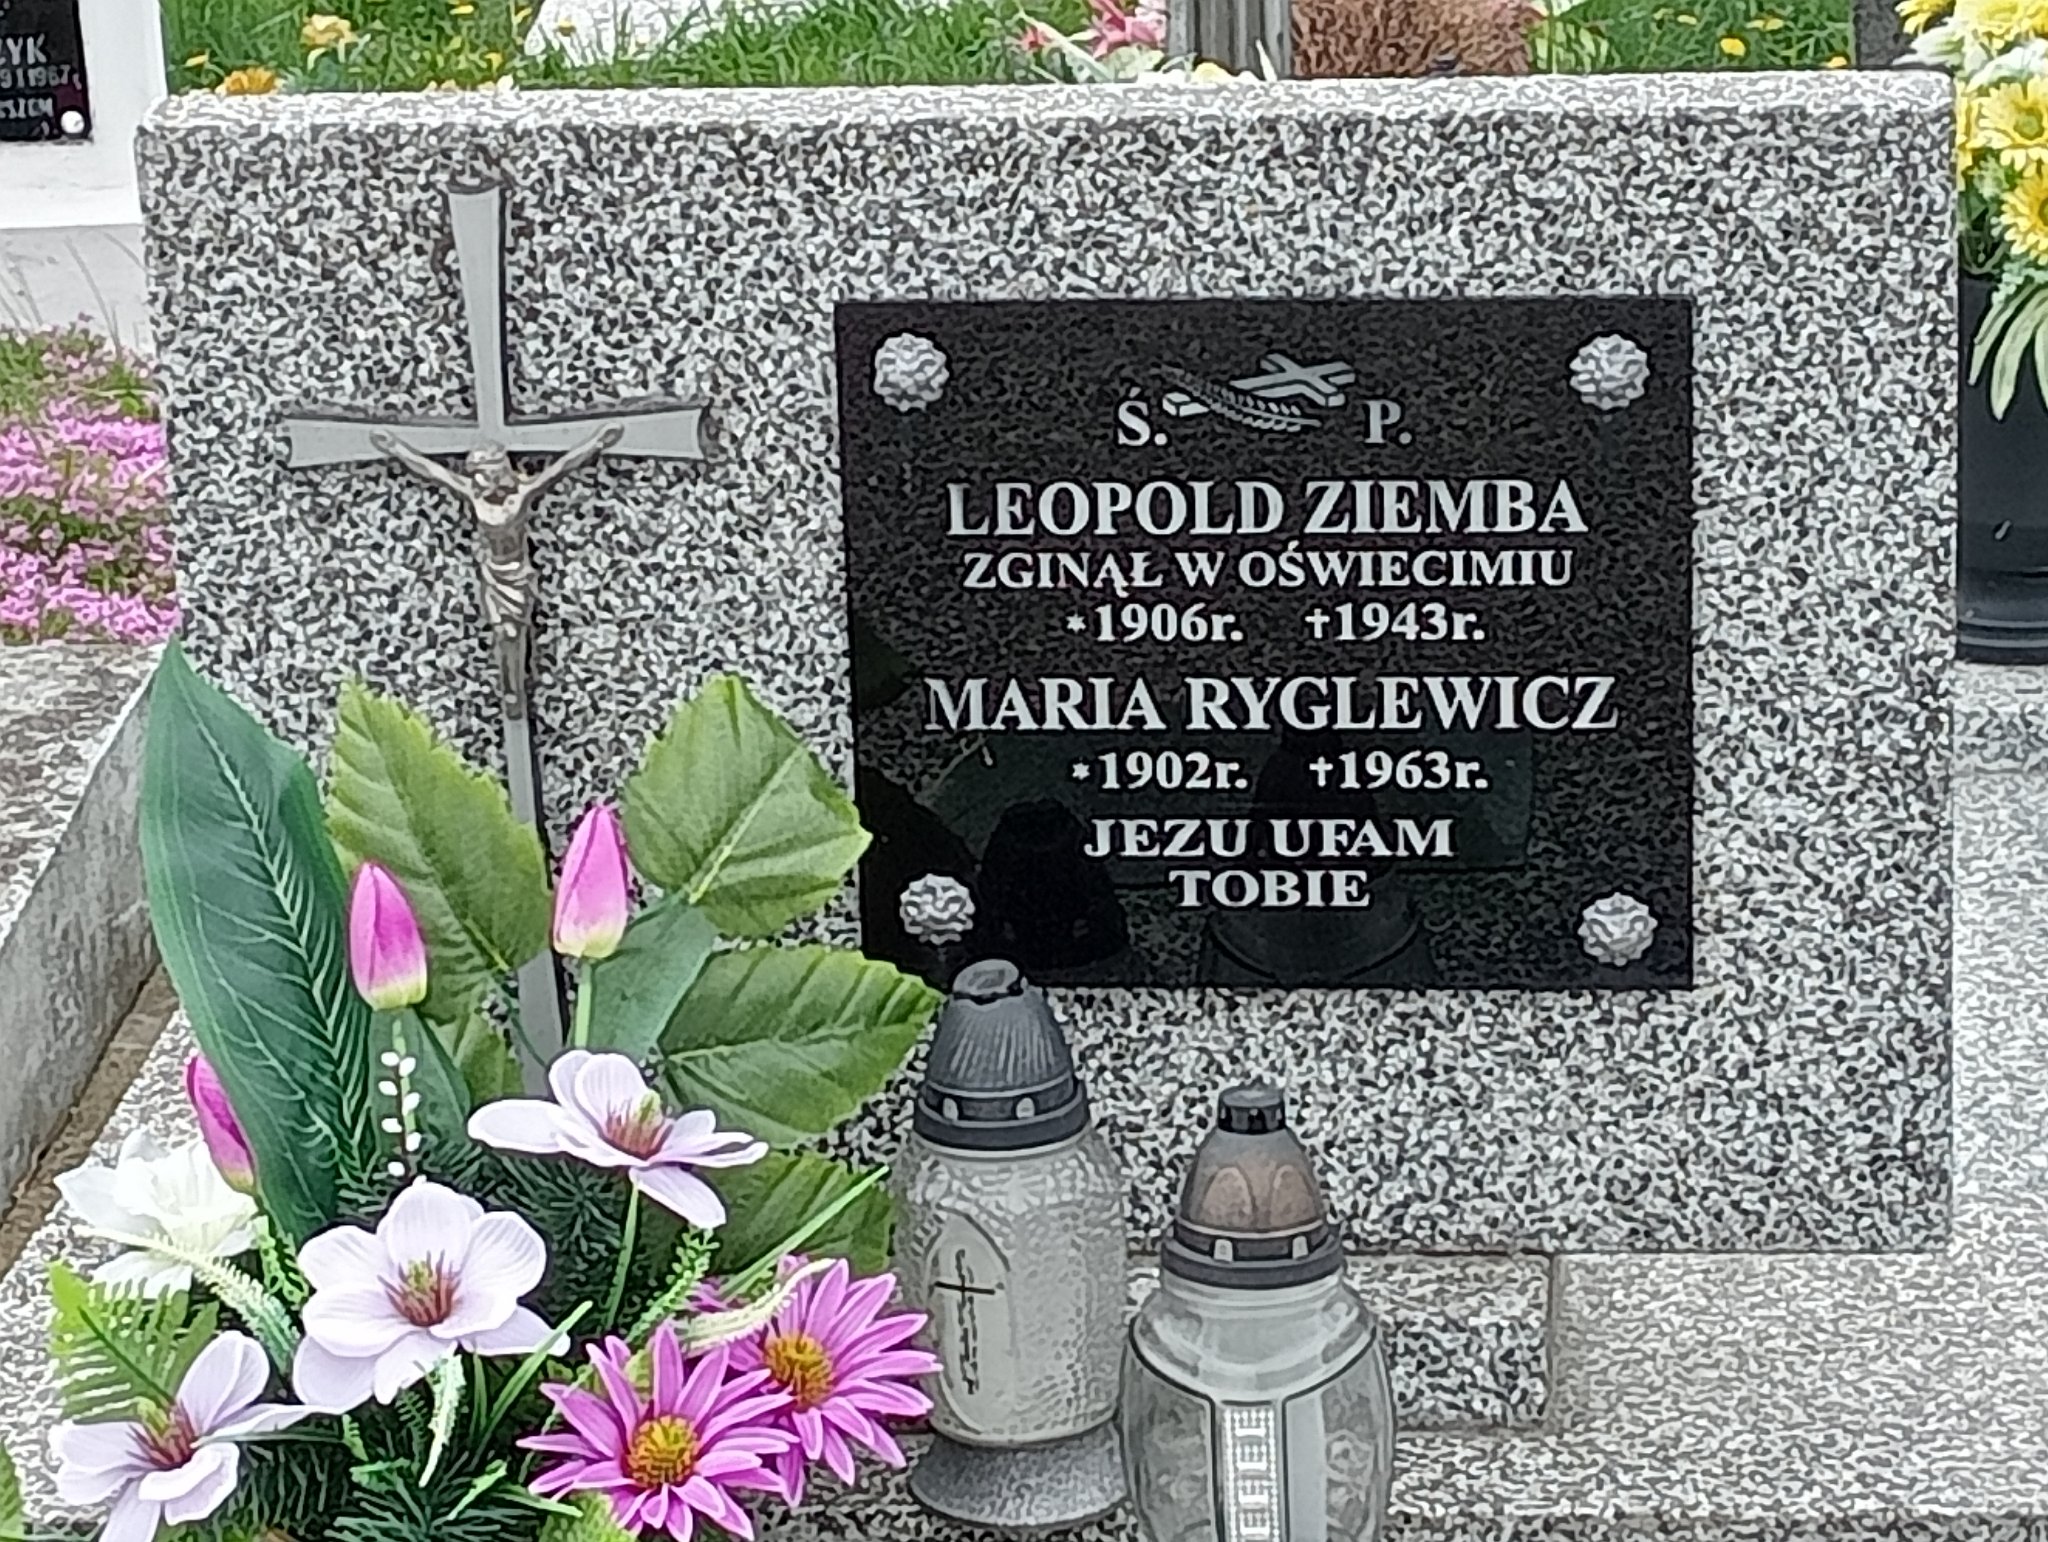 Ś. P.
LEOPOLD ZIEMBA
ZGINĄŁ W OŚWIECIMIU
*1906r. †1943r.
MARIA RYGLEWICZ
*1902r. †1963r.
JEZU UFAM
TOBIE